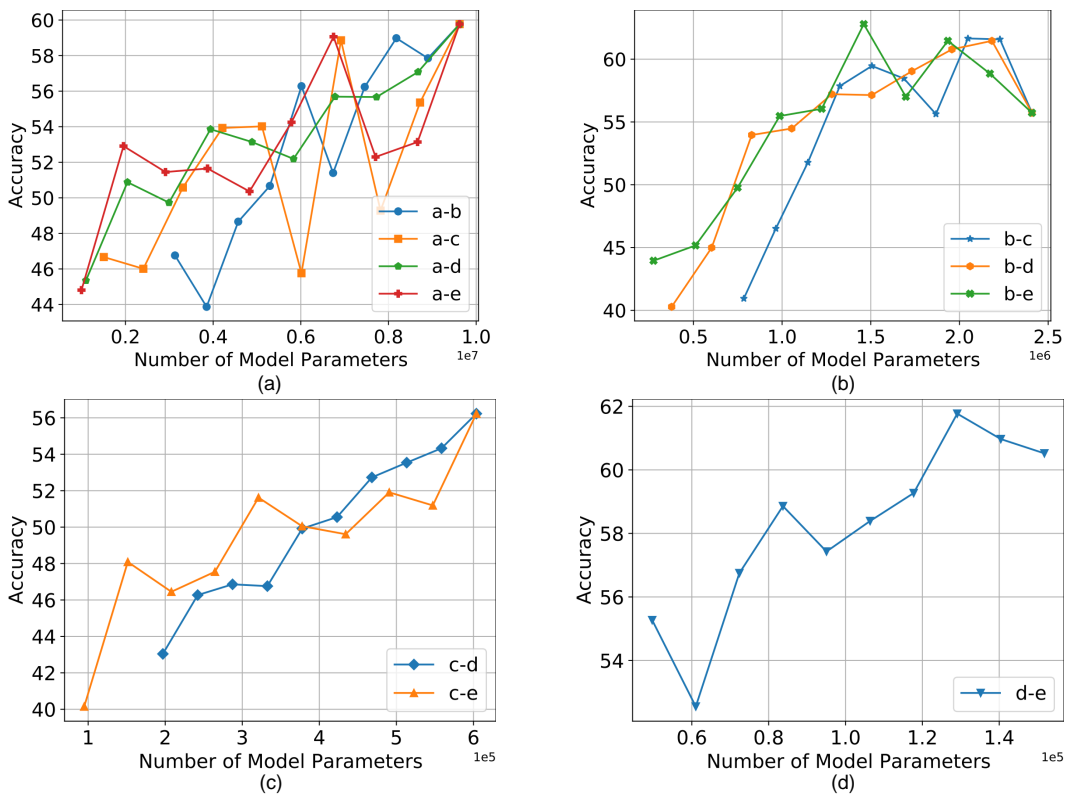 60
58
56
54
52
50
48
46
44
Accuracy
a-b
a-c
a-d
a-e
0.2 0.4 0.6 0.8 1.0
1e7
Number of Model Parameters
(a)
60
55
50
45
40
Accuracy
b-c
b-d
b-e
0.5 1.0 1.5 2.0 2.5
1e6
Number of Model Parameters
(b)
56
54
52
50
48
46
44
42
40
Accuracy
c-d
c-e
1 2 3 4 5 6
1e5
Number of Model Parameters
(c)
62
60
58
56
54
Accuracy
d-e
0.6 0.8 1.0 1.2 1.4
1e5
Number of Model Parameters
(d)